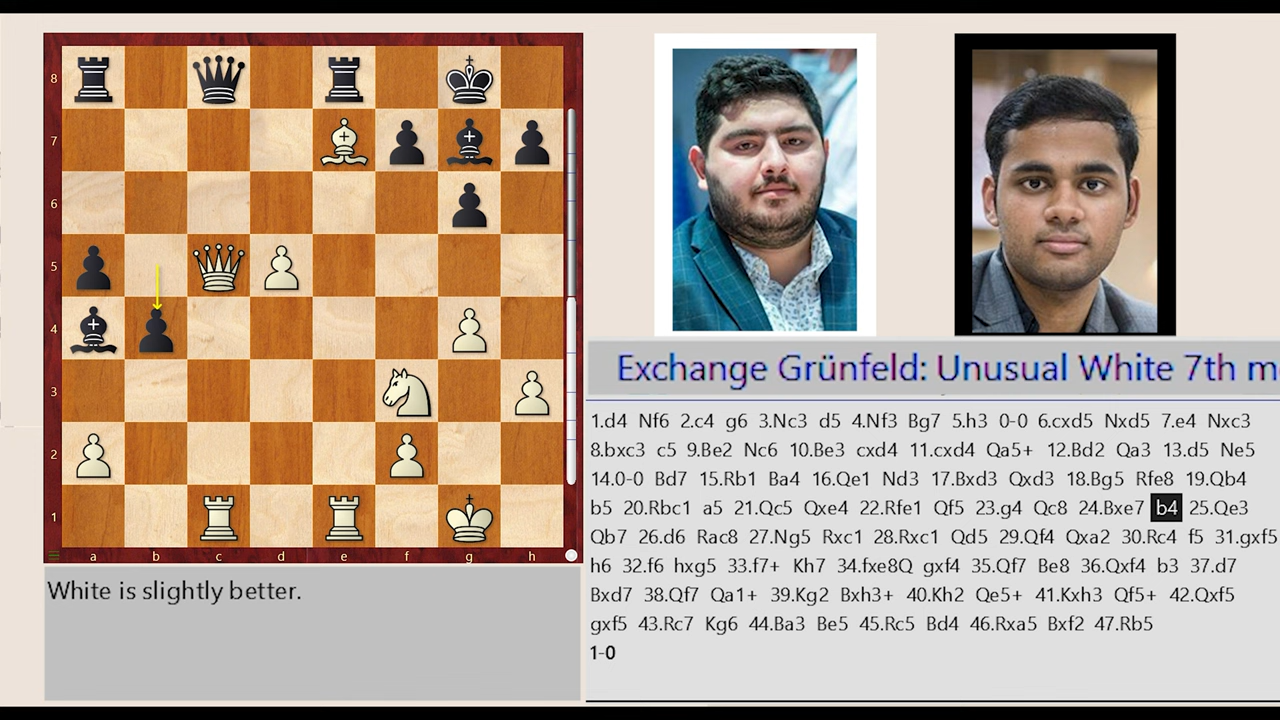 8
7
6
5
4
3
2
1
a b c d e f g h
Exchange Grünfeld: Unusual White 7th m
1.d4 Nf6 2.c4 g6 3.Nc3 d5 4.Nf3 Bg7 5.h3 0-0 6.cxd5 Nxd5 7.e4 Nxc3
8.bxc3 c5 9.Be2 Nc6 10.Be3 cxd4 11.cxd4 Qa5+ 12.Bd2 Qa3 13.d5 Ne5
14.0-0 Bd7 15.Rb1 Ba4 16.Qe1 Nd3 17.Bxd3 Qxd3 18.Bg5 Rfe8 19.Qb4
b5 20.Rbc1 a5 21.Qc5 Qxe4 22.Rfe1 Qf5 23.g4 Qc8 24.Bxe7 b4 25.Qe3
Qb7 26.d6 Rac8 27.Ng5 Rxc1 28.Rxc1 Qd5 29.Qf4 Qxa2 30.Rc4 f5 31.gxf5
h6 32.f6 hxg5 33.f7+ Kh7 34.fxe8Q gxf4 35.Qf7 Be8 36.Qxf4 b3 37.d7
Bxd7 38.Qf7 Qa1+ 39.Kg2 Bxh3+ 40.Kh2 Qe5+ 41.Kxh3 Qf5+ 42.Qxf5
gxf5 43.Rc7 Kg6 44.Ba3 Be5 45.Rc5 Bd4 46.Rxa5 Bxf2 47.Rb5
1-0
White is slightly better.